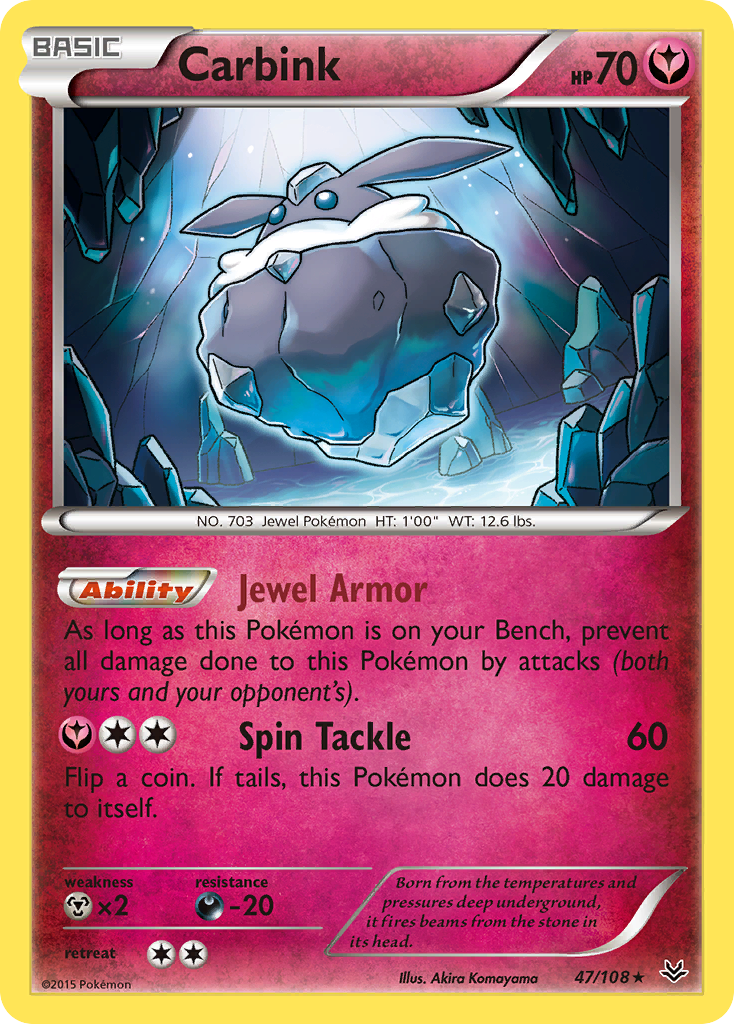 BASIC
Carbink
HP 70
NO. 703 Jewel Pokémon HT: 1'00" WT: 12.6 lbs.
Ability Jewel Armor
As long as this Pokémon is on your Bench, prevent
all damage done to this Pokémon by attacks (both
yours and your opponent's).
Spin Tackle 60
Flip a coin. If tails, this Pokémon does 20 damage
to itself.
weakness resistance
×2 -20
retreat
Born from the temperatures and
pressures deep underground,
it fires beams from the stone in
its head.
©2015 Pokémon
Illus. Akira Komayama
47/108★